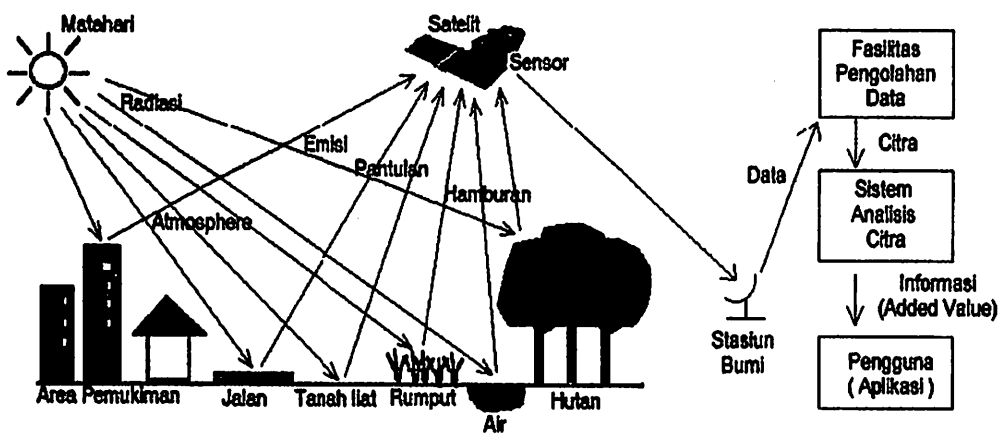 Matahari
Satelit
Sensor
Radiasi
Emisi
Pantulan
Hamburan
Atmosphere
Area Pemukiman
Jalan
Tanah liat
Rumput
Air
Hutan
Data
Stasiun
Bumi
Fasilitas
Pengolahan
Data
Citra
Sistem
Analisis
Citra
Informasi
(Added Value)
Pengguna
( Aplikasi )